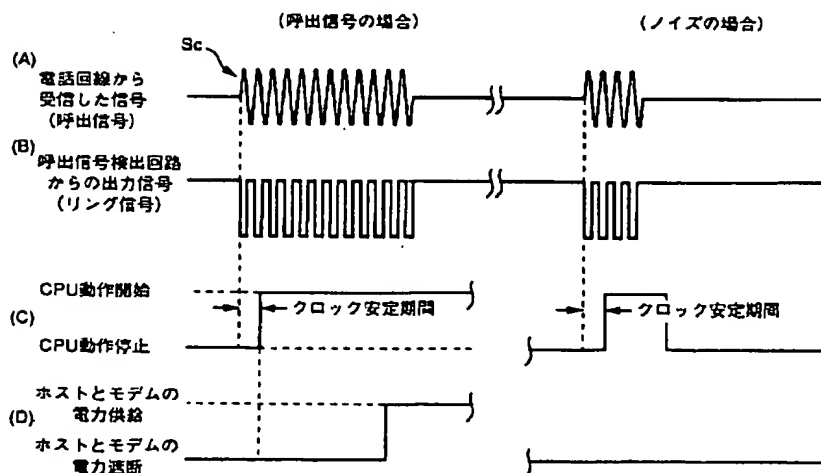 (呼出信号の場合)
(ノイズの場合)
Sc
(A)
電話回線から
受信した信号
(呼出信号)
(B)
呼出信号検出回路
からの出力信号
(リング信号)
CPU動作開始
クロック安定期間
クロック安定期間
(C)
CPU動作停止
ホストとモデムの
電力供給
(D)
ホストとモデムの
電力遮断